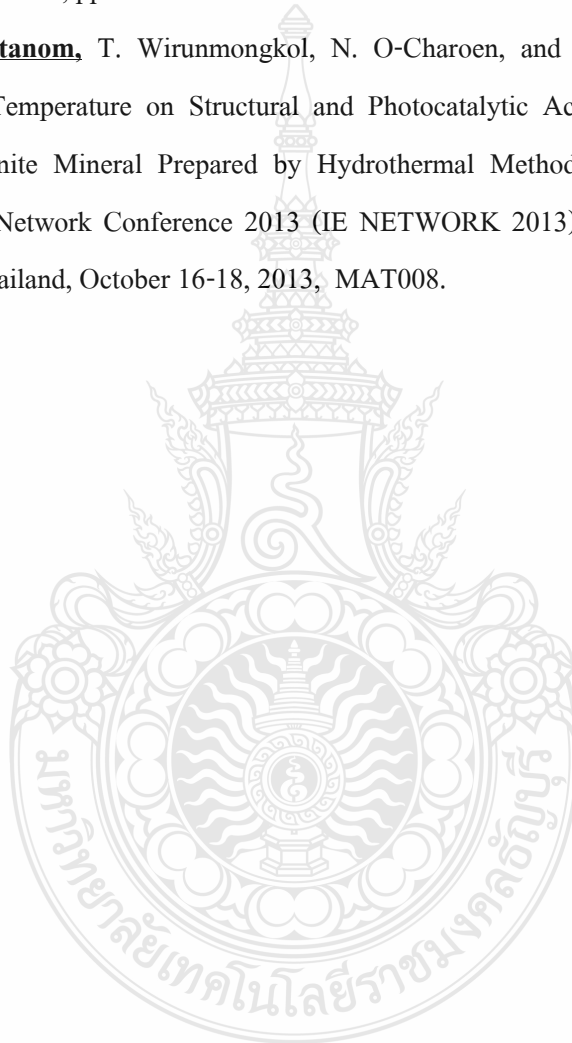 tanom, T. Wirunmongkol, N. O-Charoen, and
Temperature on Structural and Photocatalytic Ac
nite Mineral Prepared by Hydrothermal Method
Network Conference 2013 (IE NETWORK 2013)
ailand, October 16-18, 2013, MAT008.
มหาวิทยาลัยเทคโนโลยีราชมงคลธัญบุรี